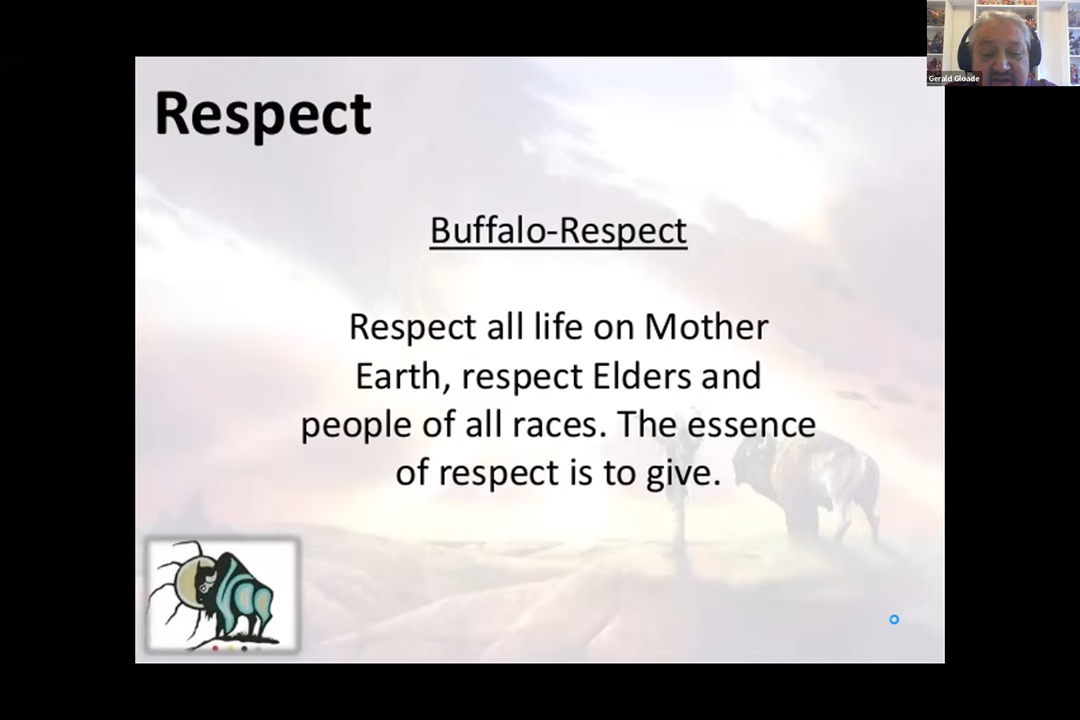 Gerald Gloade
Respect
Buffalo-Respect
Respect all life on Mother
Earth, respect Elders and
people of all races. The essence
of respect is to give.